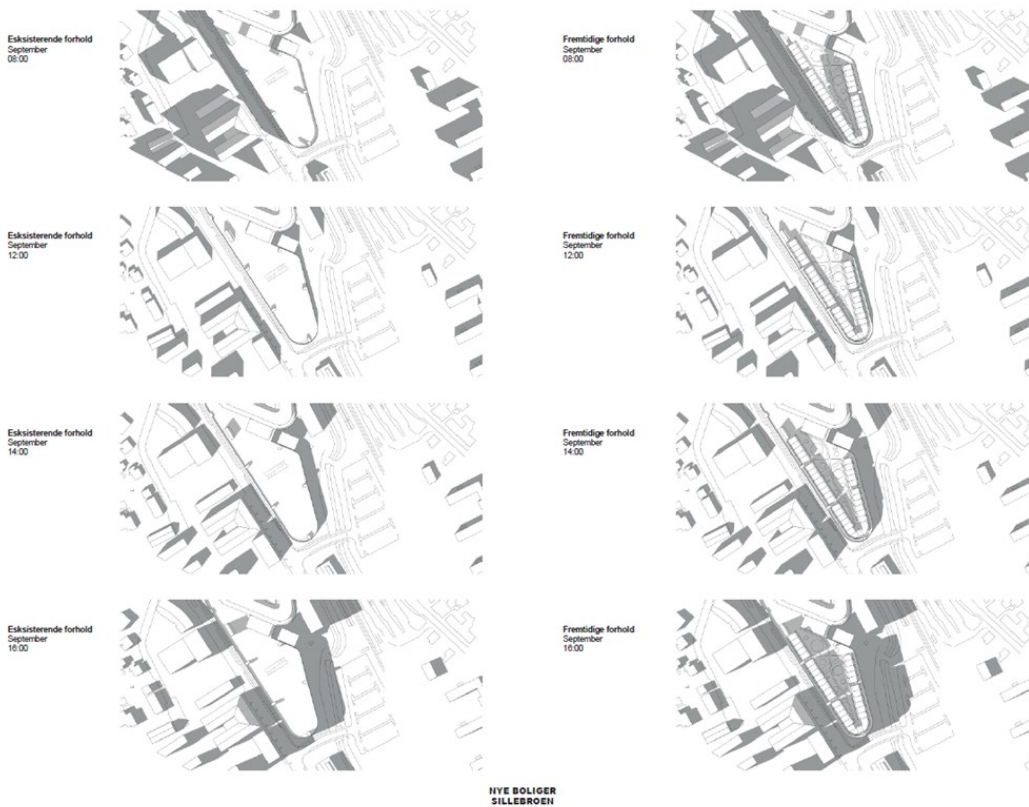 Esksisterende forhold
September
08:00
Fremtidige forhold
September
08:00
Esksisterende forhold
September
12:00
Fremtidige forhold
September
12:00
Esksisterende forhold
September
14:00
Fremtidige forhold
September
14:00
Esksisterende forhold
September
16:00
Fremtidige forhold
September
16:00
NYE BOLIGER
SILLEBROEN